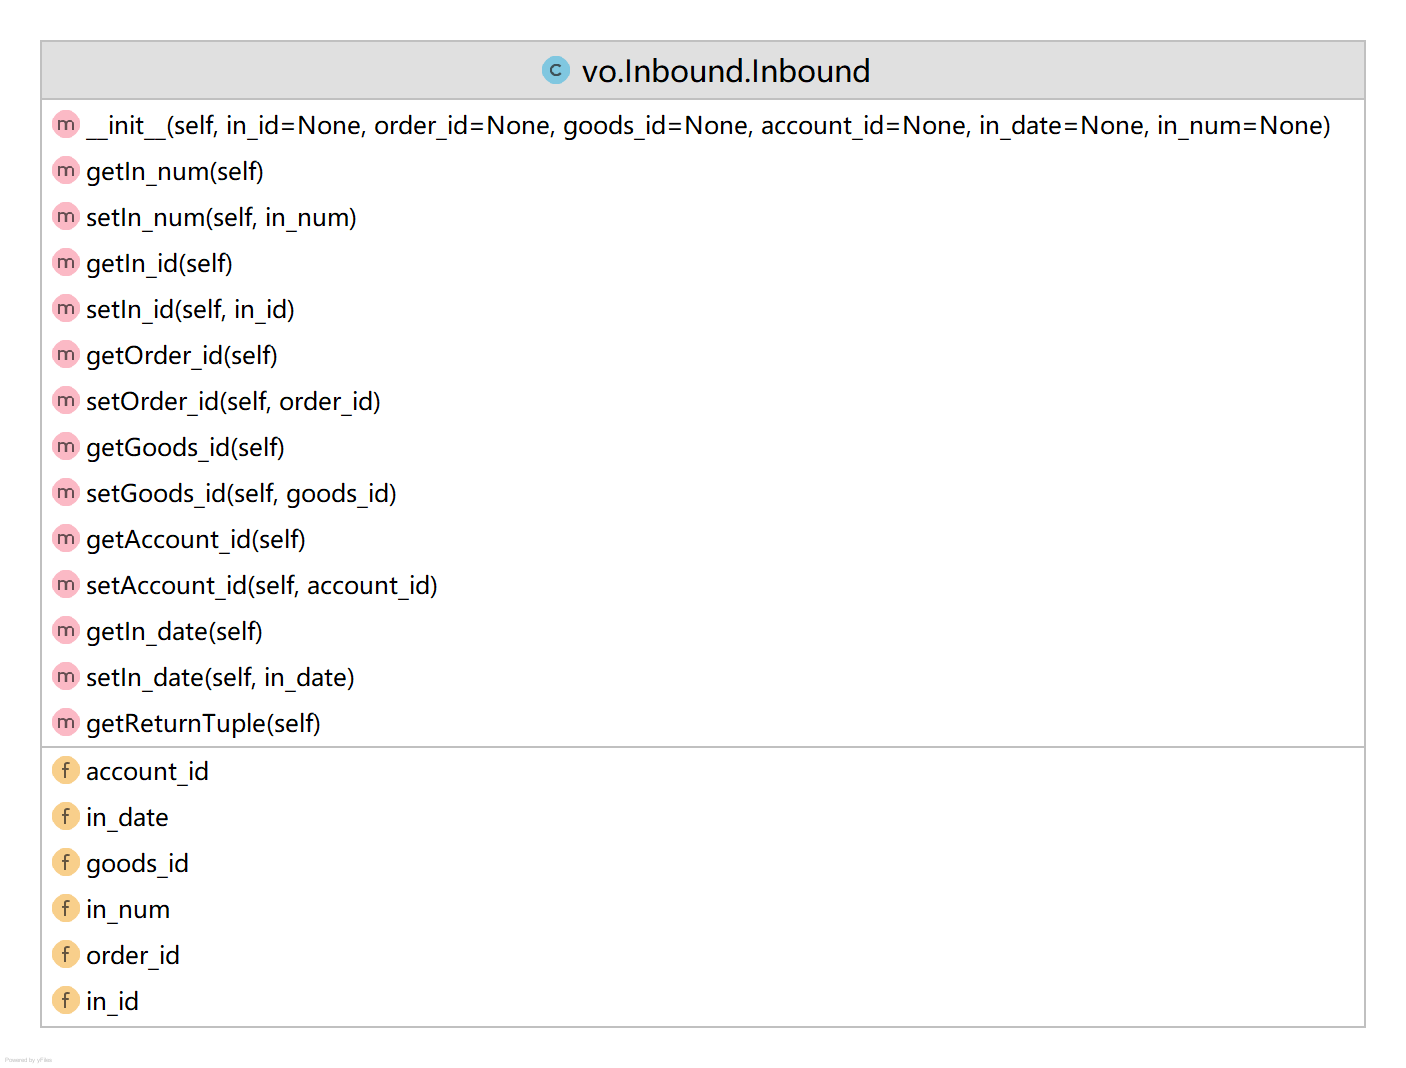 C vo.Inbound.Inbound
m __init__(self, in_id=None, order_id=None, goods_id=None, account_id=None, in_date=None, in_num=None)
m getIn_num(self)
m setIn_num(self, in_num)
m getIn_id(self)
m setIn_id(self, in_id)
m getOrder_id(self)
m setOrder_id(self, order_id)
m getGoods_id(self)
m setGoods_id(self, goods_id)
m getAccount_id(self)
m setAccount_id(self, account_id)
m getIn_date(self)
m setIn_date(self, in_date)
m getReturnTuple(self)
f account_id
f in_date
f goods_id
f in_num
f order_id
f in_id
Powered by yFiles